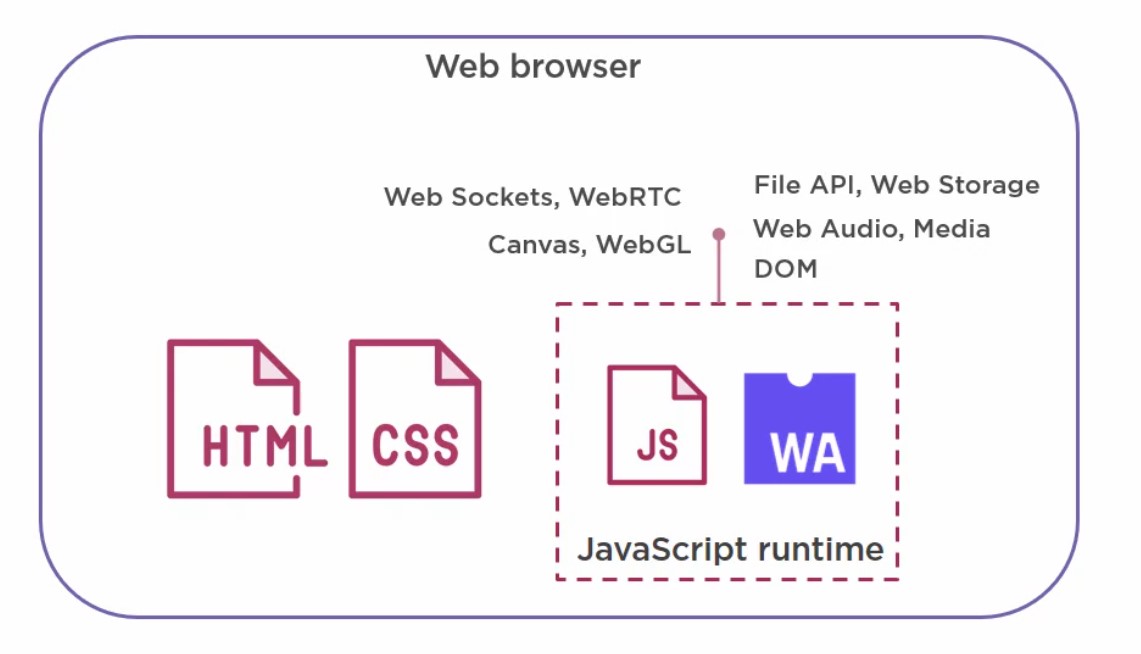 Web browser
Web Sockets, WebRTC
Canvas, WebGL
File API, Web Storage
Web Audio, Media
DOM
HTML
CSS
JS
WA
JavaScript runtime